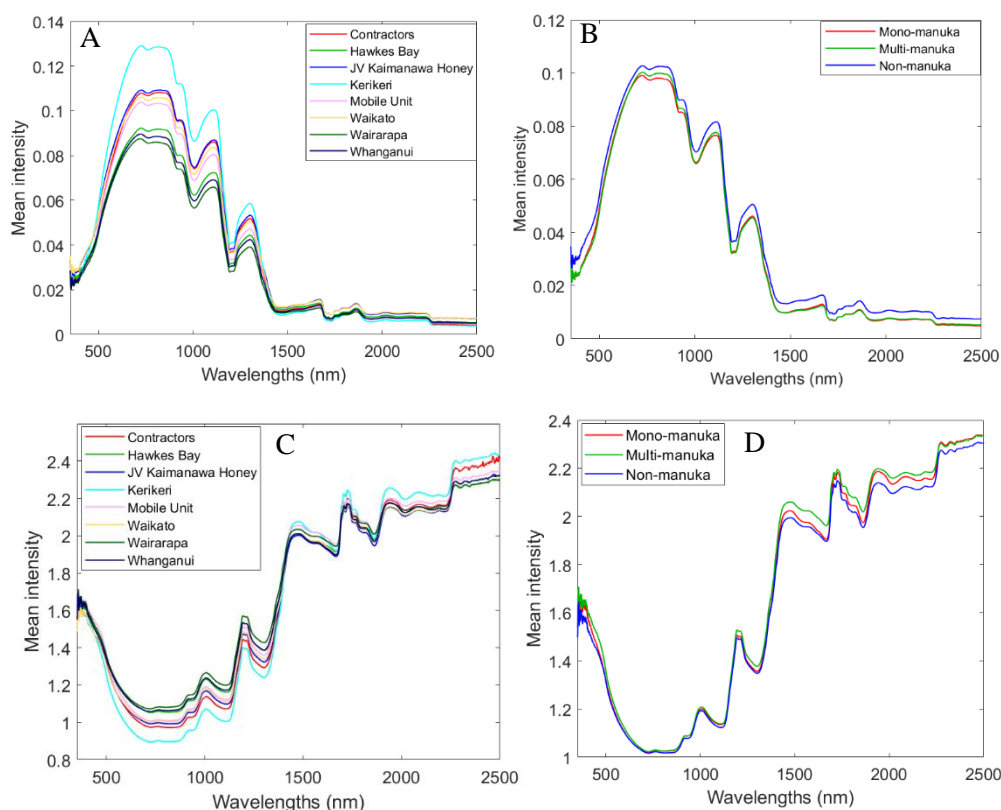 A
Mean intensity
0.14
0.12
0.1
0.08
0.06
0.04
0.02
0
500
1000
1500
2000
2500
Wavelengths (nm)
Contractors
Hawkes Bay
JV Kaimanawa Honey
Kerikeri
Mobile Unit
Waikato
Wairarapa
Whanganui
B
Mean intensity
0.12
0.1
0.08
0.06
0.04
0.02
0
500
1000
1500
2000
2500
Wavelengths (nm)
Mono-manuka
Multi-manuka
Non-manuka
C
Mean intensity
2.4
2.2
2
1.8
1.6
1.4
1.2
1
0.8
500
1000
1500
2000
2500
Wavelengths (nm)
Contractors
Hawkes Bay
JV Kaimanawa Honey
Kerikeri
Mobile Unit
Waikato
Wairarapa
Whanganui
D
Mean intensity
2.4
2.2
2
1.8
1.6
1.4
1.2
1
500
1000
1500
2000
2500
Wavelengths (nm)
Mono-manuka
Multi-manuka
Non-manuka